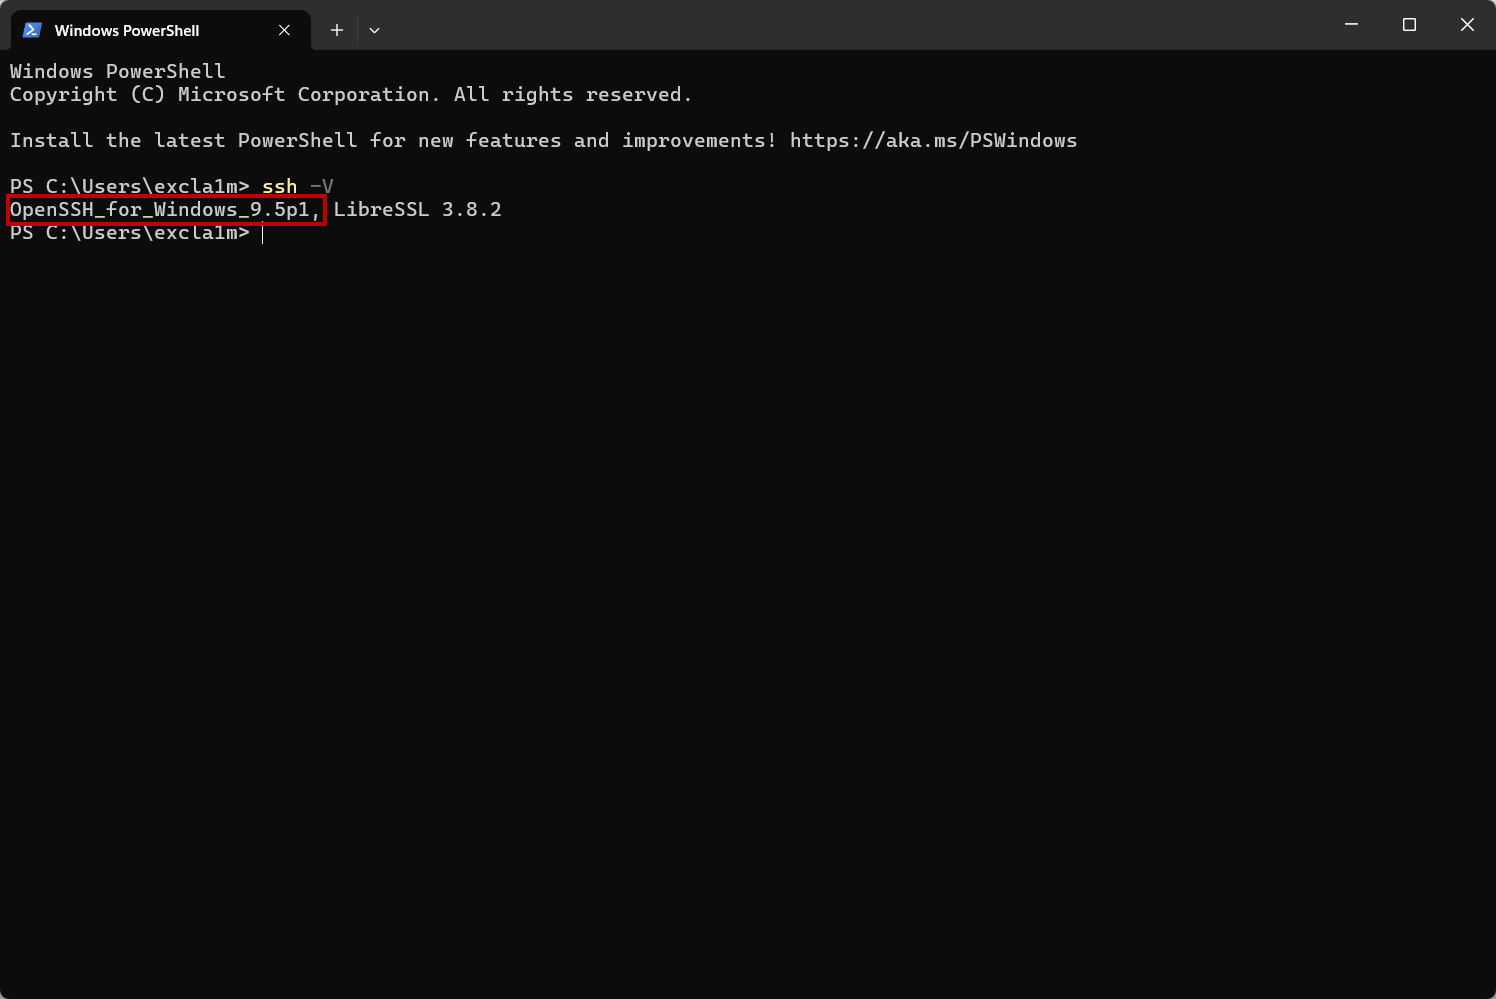 Windows PowerShell
Windows PowerShell
Copyright (C) Microsoft Corporation. All rights reserved.
Install the latest PowerShell for new features and improvements! https://aka.ms/PSWindows
PS C:\Users\excla1m> ssh -V
OpenSSH_for_Windows_9.5p1, LibreSSL 3.8.2
PS C:\Users\excla1m>